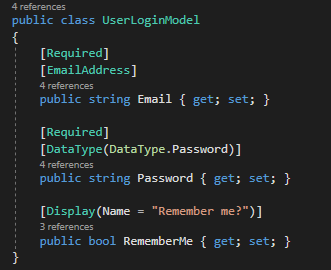 4 references
public class UserLoginModel
{
[Required]
[EmailAddress]
4 references
public string Email { get; set; }
[Required]
[DataType(DataType.Password)]
4 references
public string Password { get; set; }
[Display(Name = "Remember me?")]
3 references
public bool RememberMe { get; set; }
}